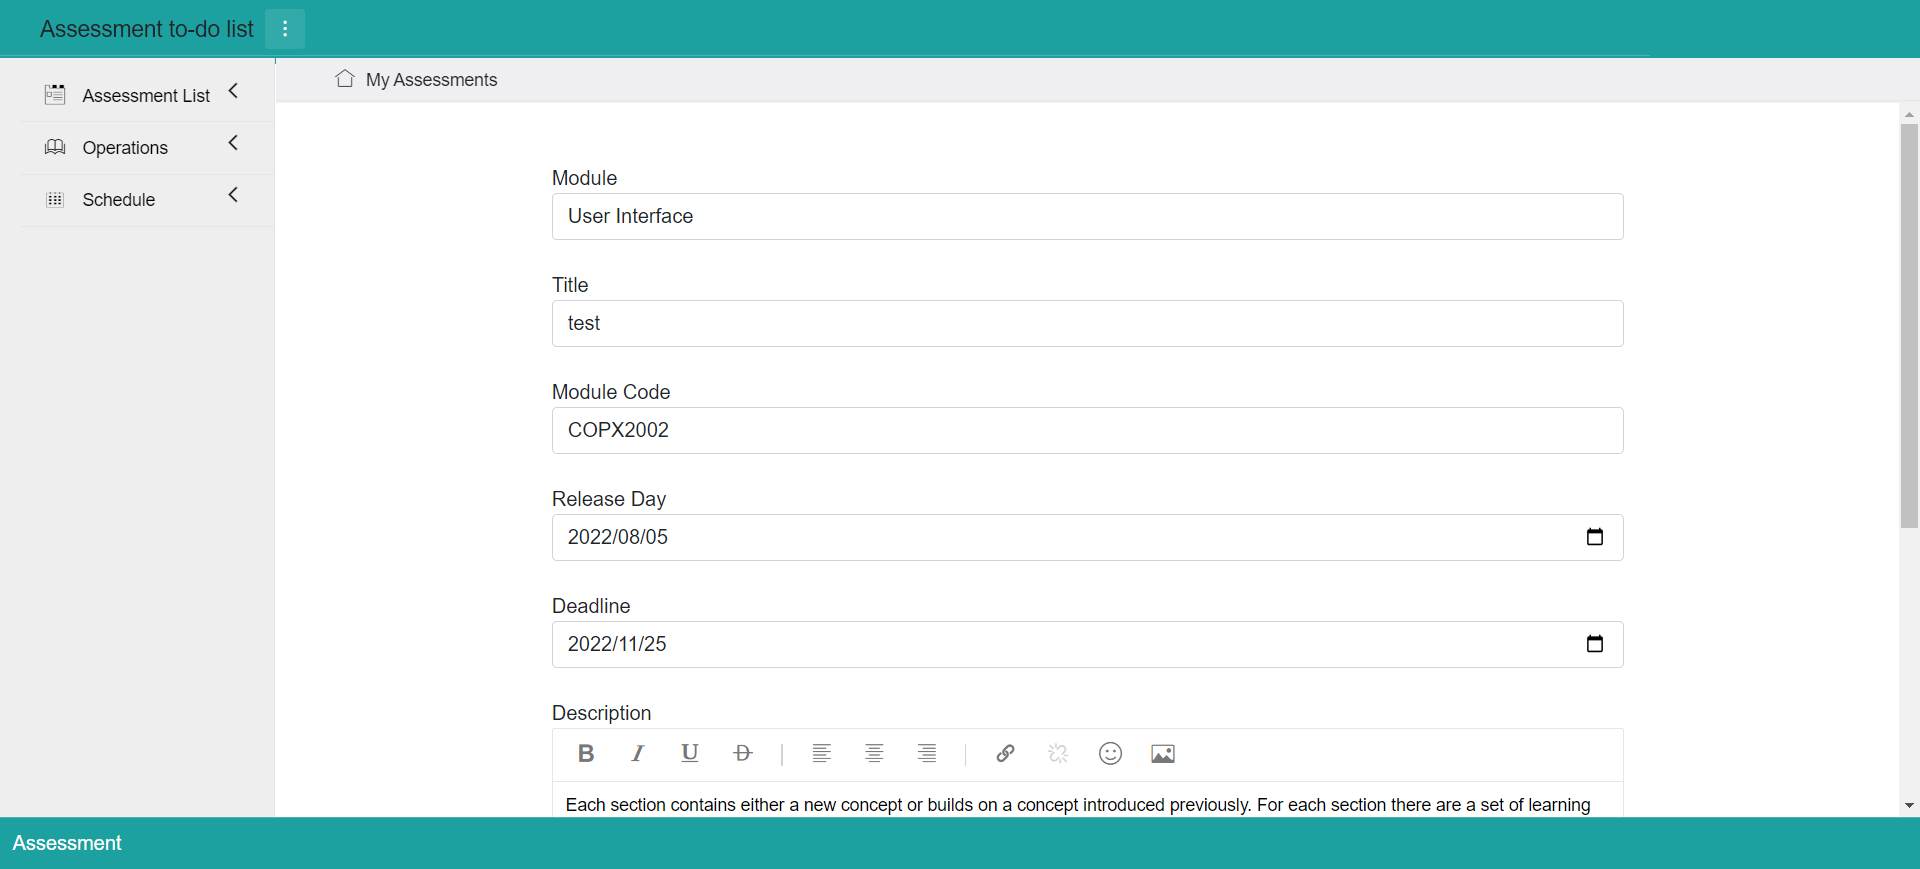 Assessment to-do list
Assessment List
Operations
Schedule
My Assessments
Module
User Interface
Title
test
Module Code
COPX2002
Release Day
2022/08/05
Deadline
2022/11/25
Description
B I U D
Each section contains either a new concept or builds on a concept introduced previously. For each section there are a set of learning
Assessment